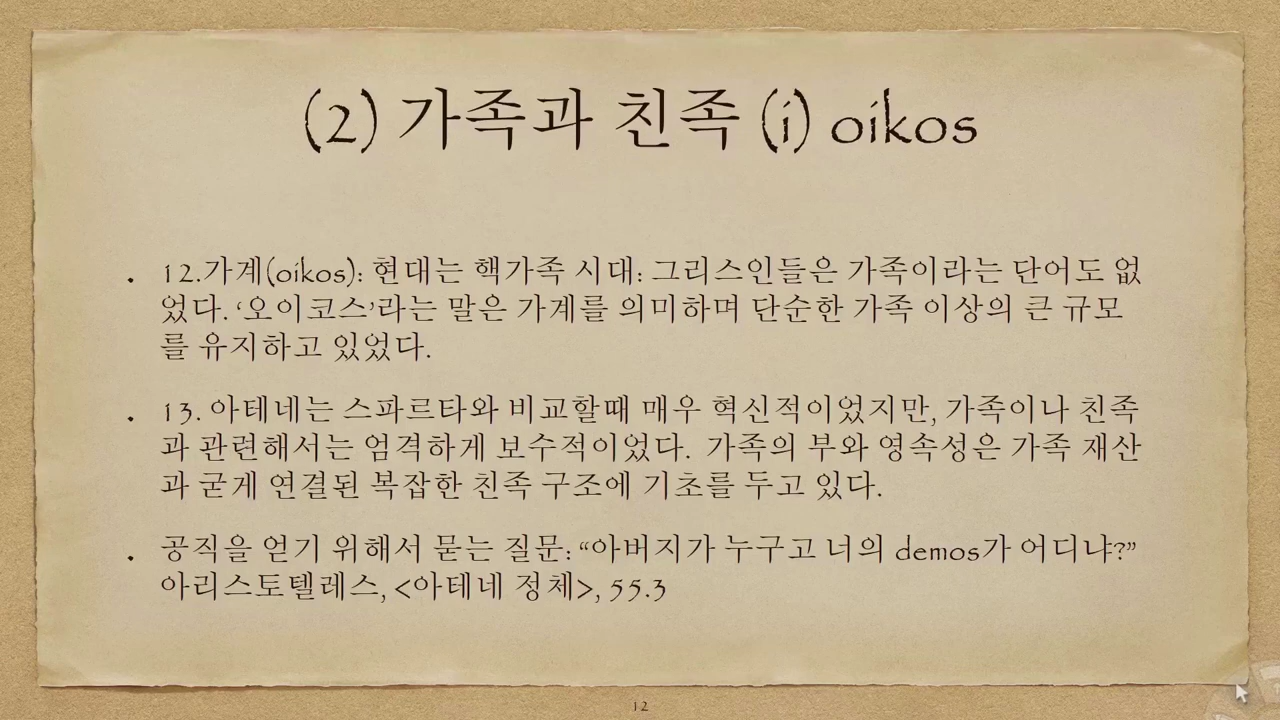 (2) 가족과 친족 (i) oikos
• 12.가계(oikos): 현대는 핵가족 시대: 그리스인들은 가족이라는 단어도 없
었다. ‘오이코스’라는 말은 가계를 의미하며 단순한 가족 이상의 큰 규모
를 유지하고 있었다.
• 13. 아테네는 스파르타와 비교할때 매우 혁신적이었지만, 가족이나 친족
과 관련해서는 엄격하게 보수적이었다. 가족의 부와 영속성은 가족 재산
과 굳게 연결된 복잡한 친족 구조에 기초를 두고 있다.
• 공직을 얻기 위해서 묻는 질문: “아버지가 누구고 너의 demos가 어디냐?”
아리스토텔레스, <아테네 정체>, 55.3
12